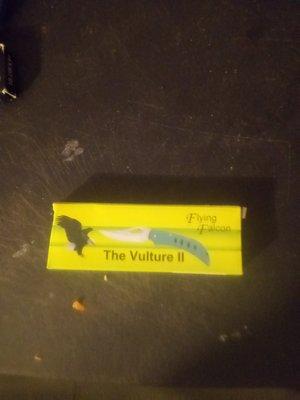 Flying
Falcon
The Vulture II